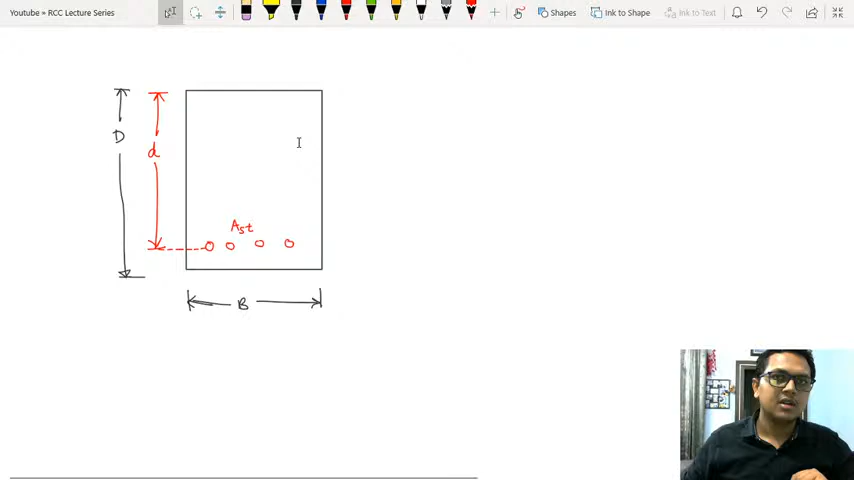 Youtube » RCC Lecture Series
Shapes
Ink to Shape
Ink to Text
D
d
Ast
B